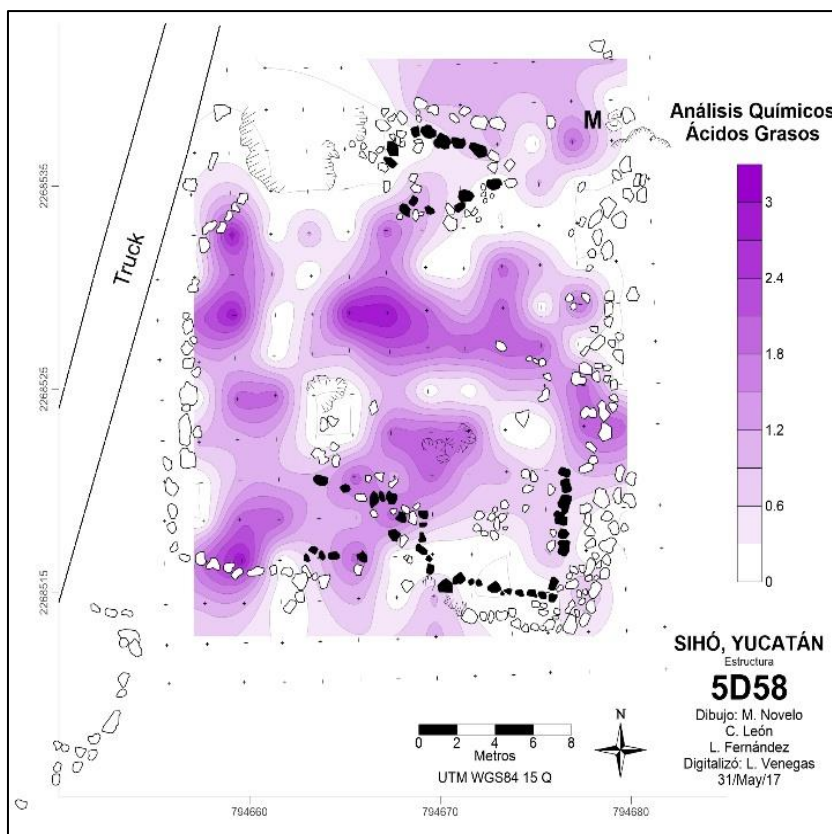 M
Análisis Químicos
Ácidos Grasos
3
2.4
1.8
1.2
0.6
0
Truck
2268535
2268525
2268515
SIHÓ, YUCATÁN
Estructura
5D58
Dibujo: M. Novelo
C. León
L. Fernández
Digitalizó: L. Venegas
31/May/17
N
0 2 4 6 8
Metros
UTM WGS84 15 Q
794660 794670 794680